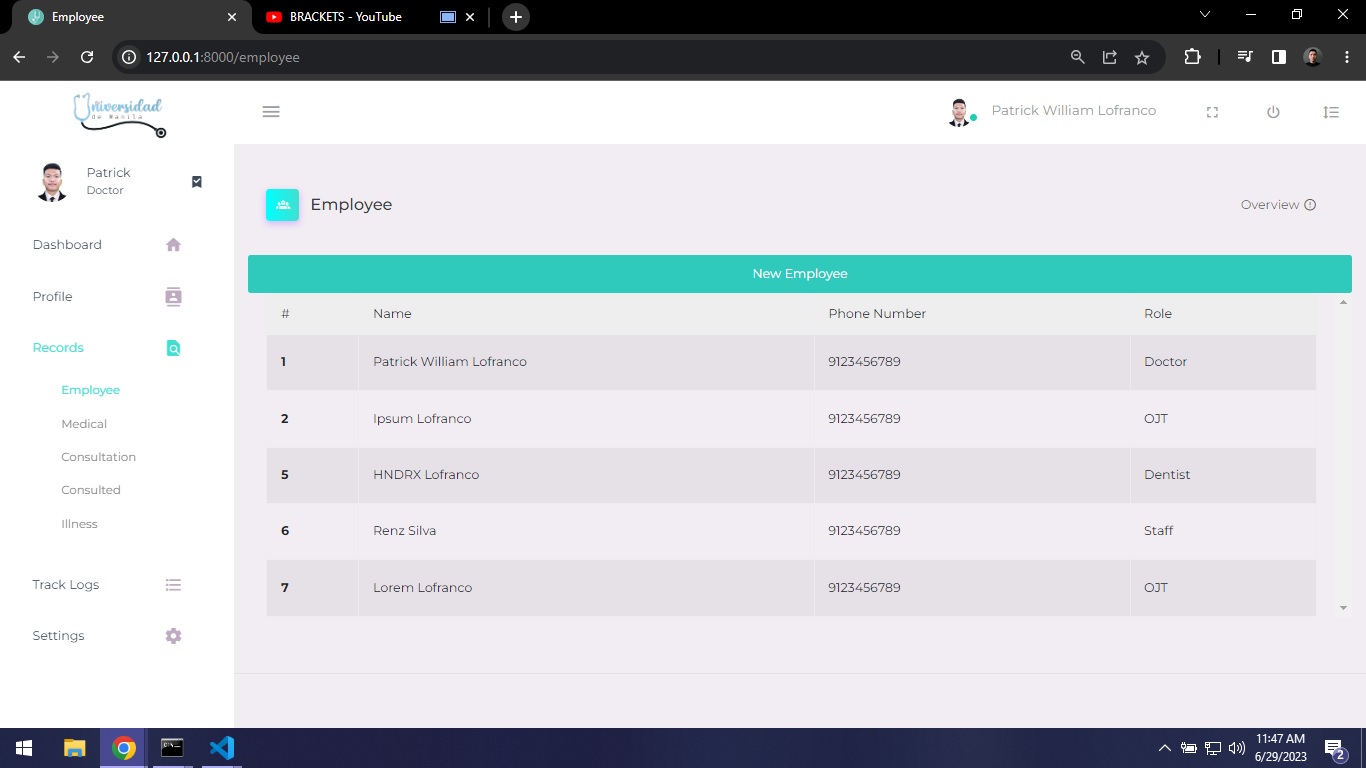 Employee
BRACKETS - YouTube
127.0.0.1:8000/employee
Universidad
de Manila
Patrick William Lofranco
Patrick
Doctor
Dashboard
Profile
Records
Employee
Medical
Consultation
Consulted
Illness
Track Logs
Settings
Employee
Overview
New Employee
# Name Phone Number Role
1 Patrick William Lofranco 9123456789 Doctor
2 Ipsum Lofranco 9123456789 OJT
5 HNDRX Lofranco 9123456789 Dentist
6 Renz Silva 9123456789 Staff
7 Lorem Lofranco 9123456789 OJT
11:47 AM
6/29/2023
2